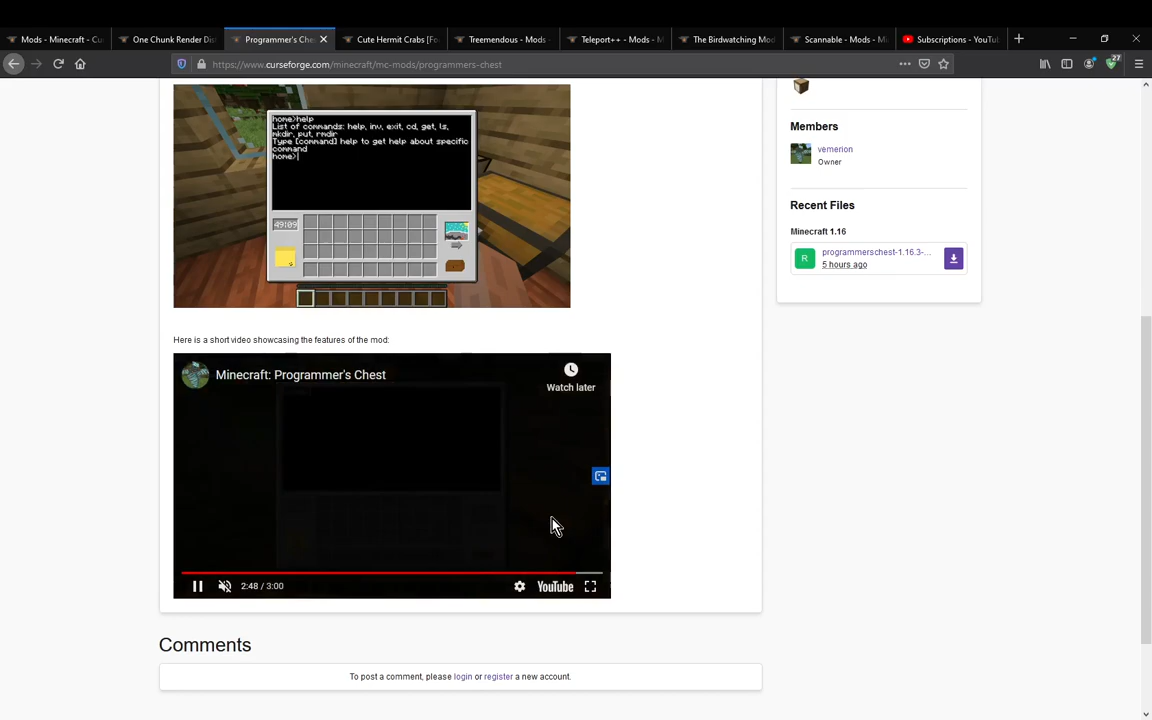 Mods - Minecraft - Cu
One Chunk Render Dis
Programmer's Che
Cute Hermit Crabs [Fo
Treemendous - Mods -
Teleport++ - Mods - M
The Birdwatching Mod
Scannable - Mods - Mi
Subscriptions - YouTu
https://www.curseforge.com/minecraft/mc-mods/programmers-chest
27
home>help
List of commands: help, inv, exit, cd, get, ls,
mkdir, put, rmdir
Type [command] help to get help about specific
command
home>
49:09
Here is a short video showcasing the features of the mod:
Minecraft: Programmer's Chest
Watch later
2:48 / 3:00
YouTube
Members
vemerion
Owner
Recent Files
Minecraft 1.16
R
programmerschest-1.16.3-...
5 hours ago
Comments
To post a comment, please login or register a new account.